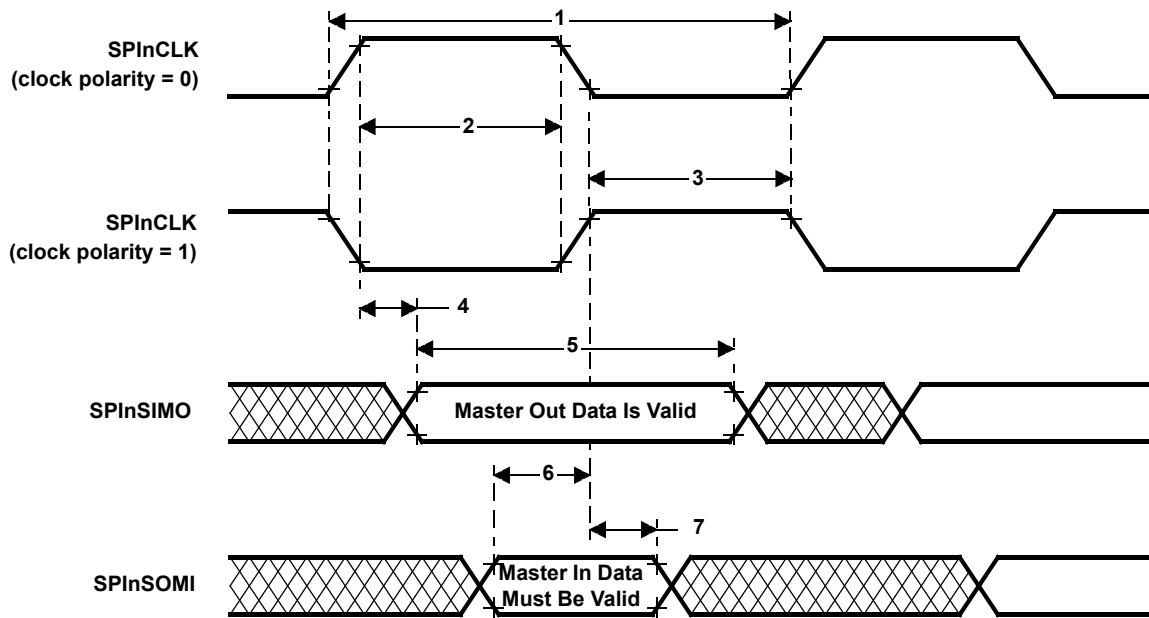 1
SPInCLK
(clock polarity = 0)
2
3
SPInCLK
(clock polarity = 1)
4
5
SPInSIMO
Master Out Data Is Valid
6
7
SPInSOMI
Master In Data
Must Be Valid